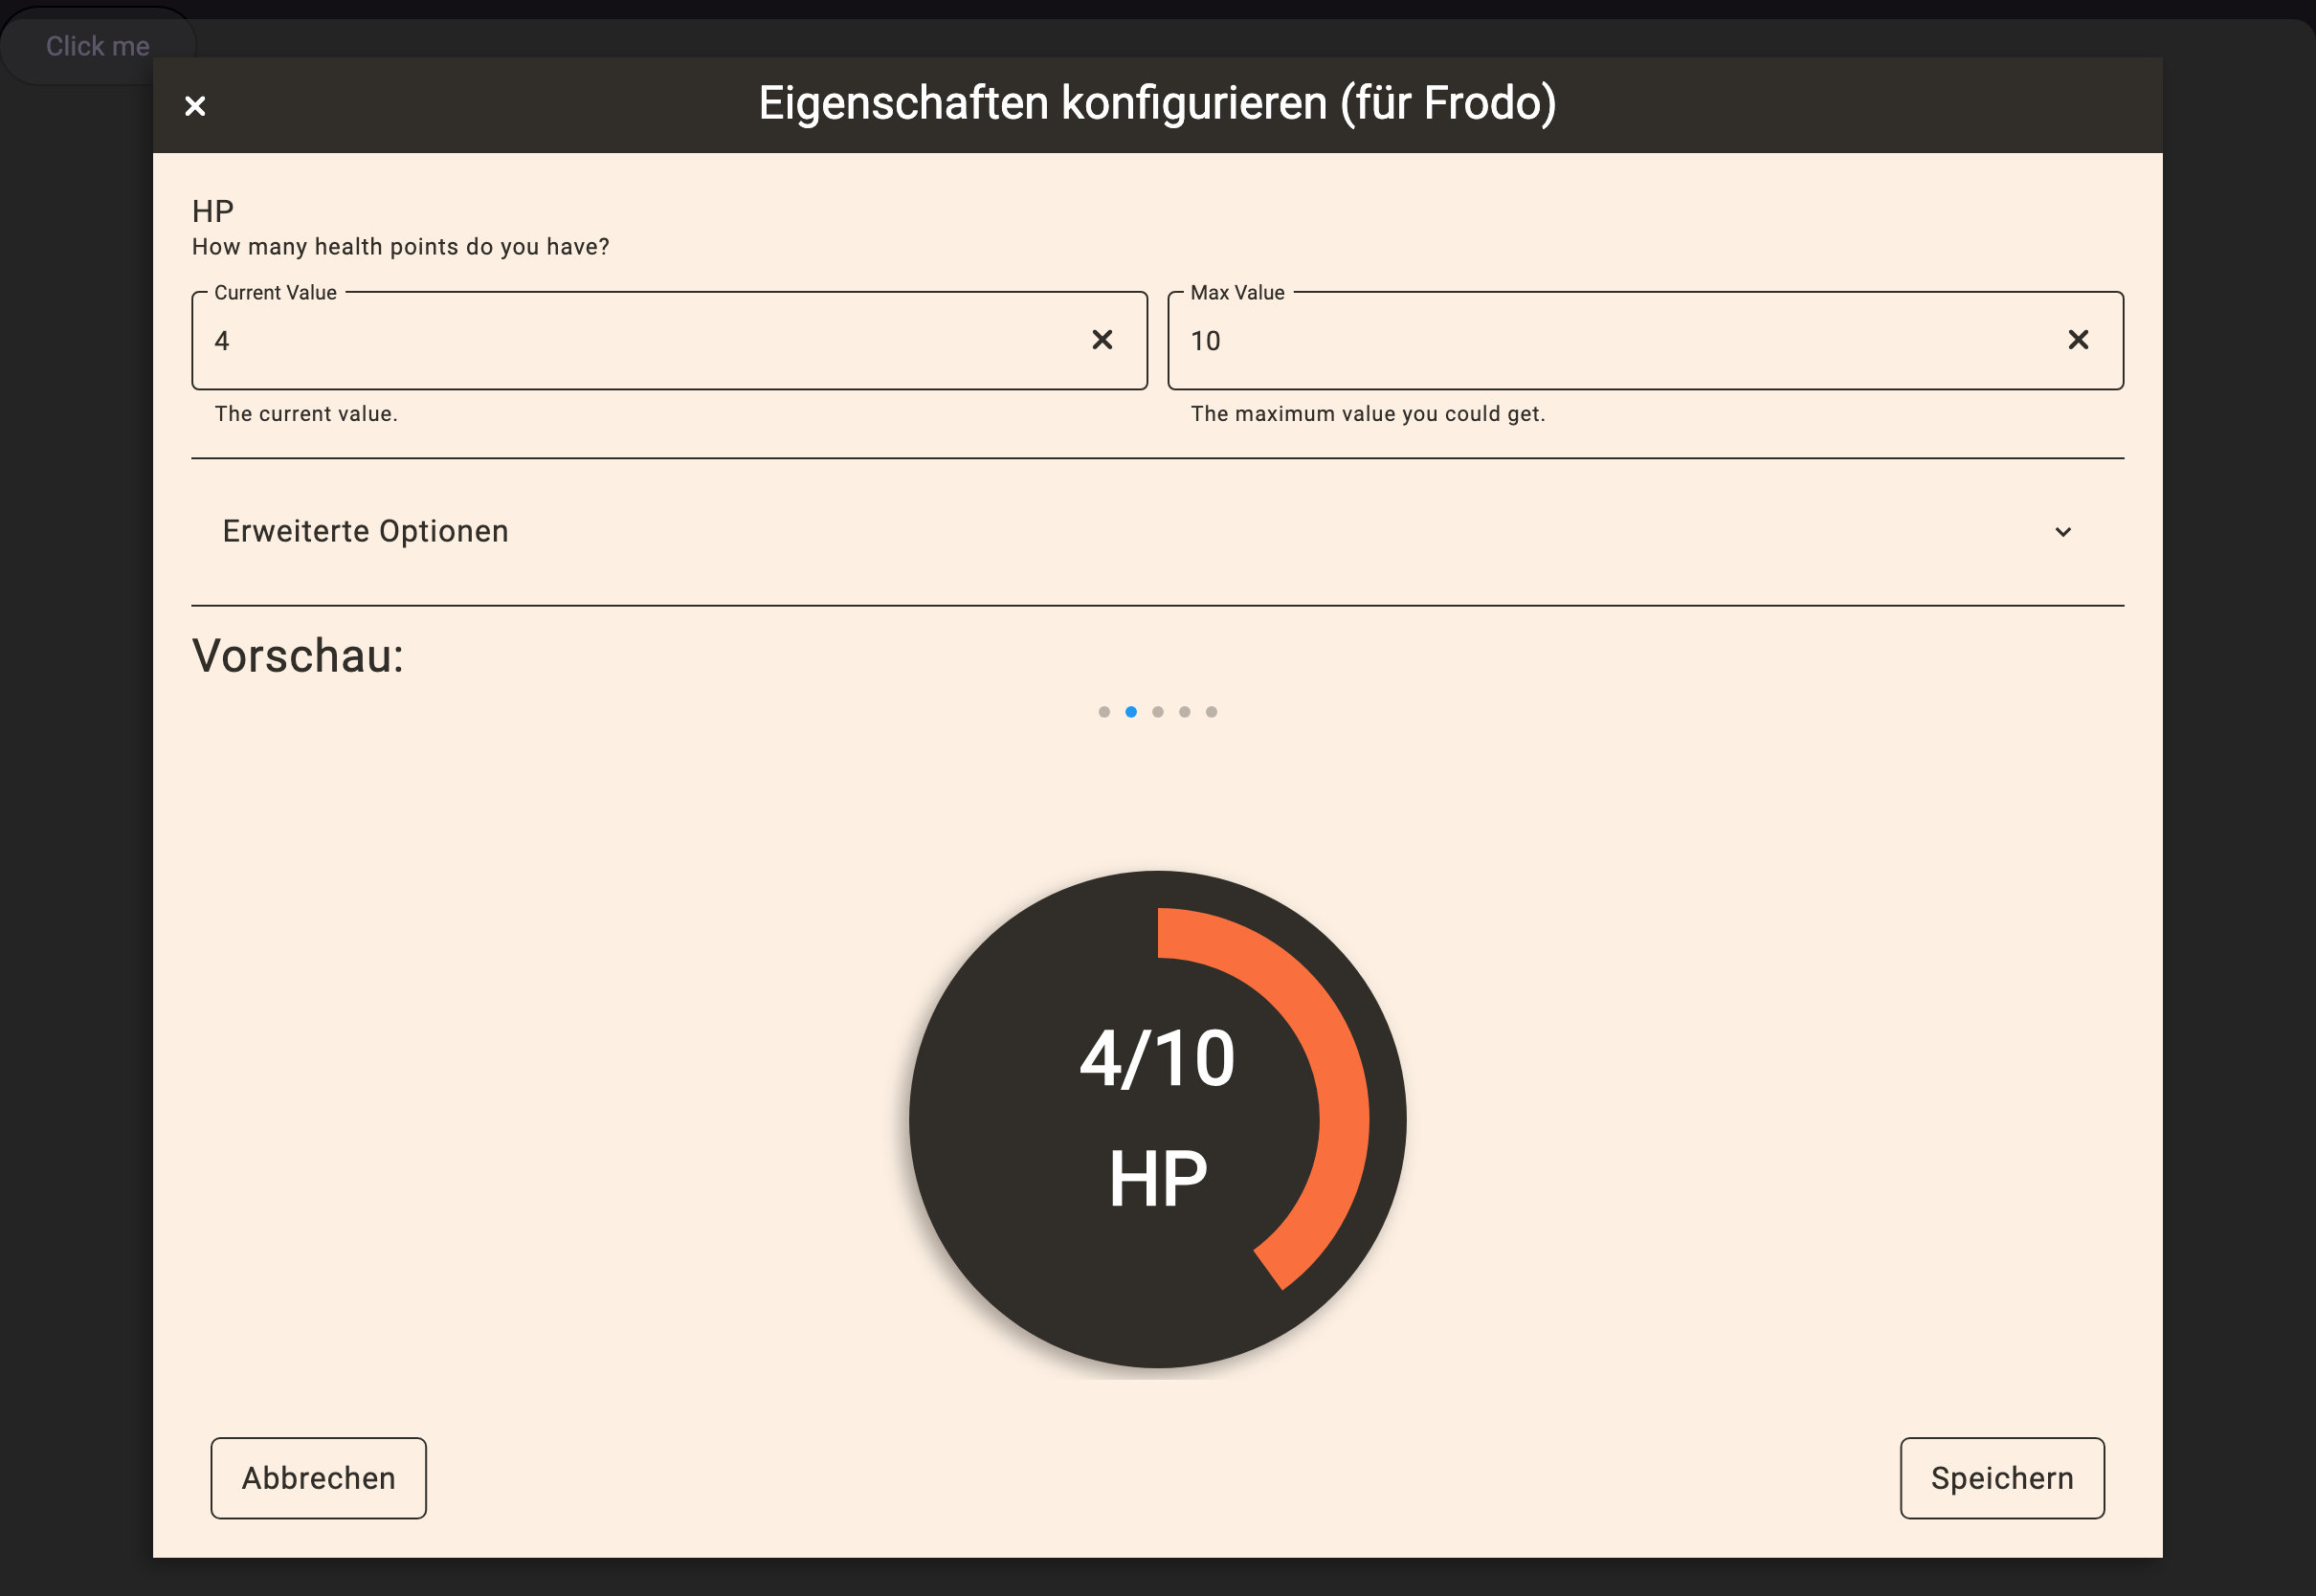 Click me
Eigenschaften konfigurieren (für Frodo)
HP
How many health points do you have?
Current Value
4
The current value.
Max Value
10
The maximum value you could get.
Erweiterte Optionen
Vorschau:
4/10
HP
Abbrechen
Speichern